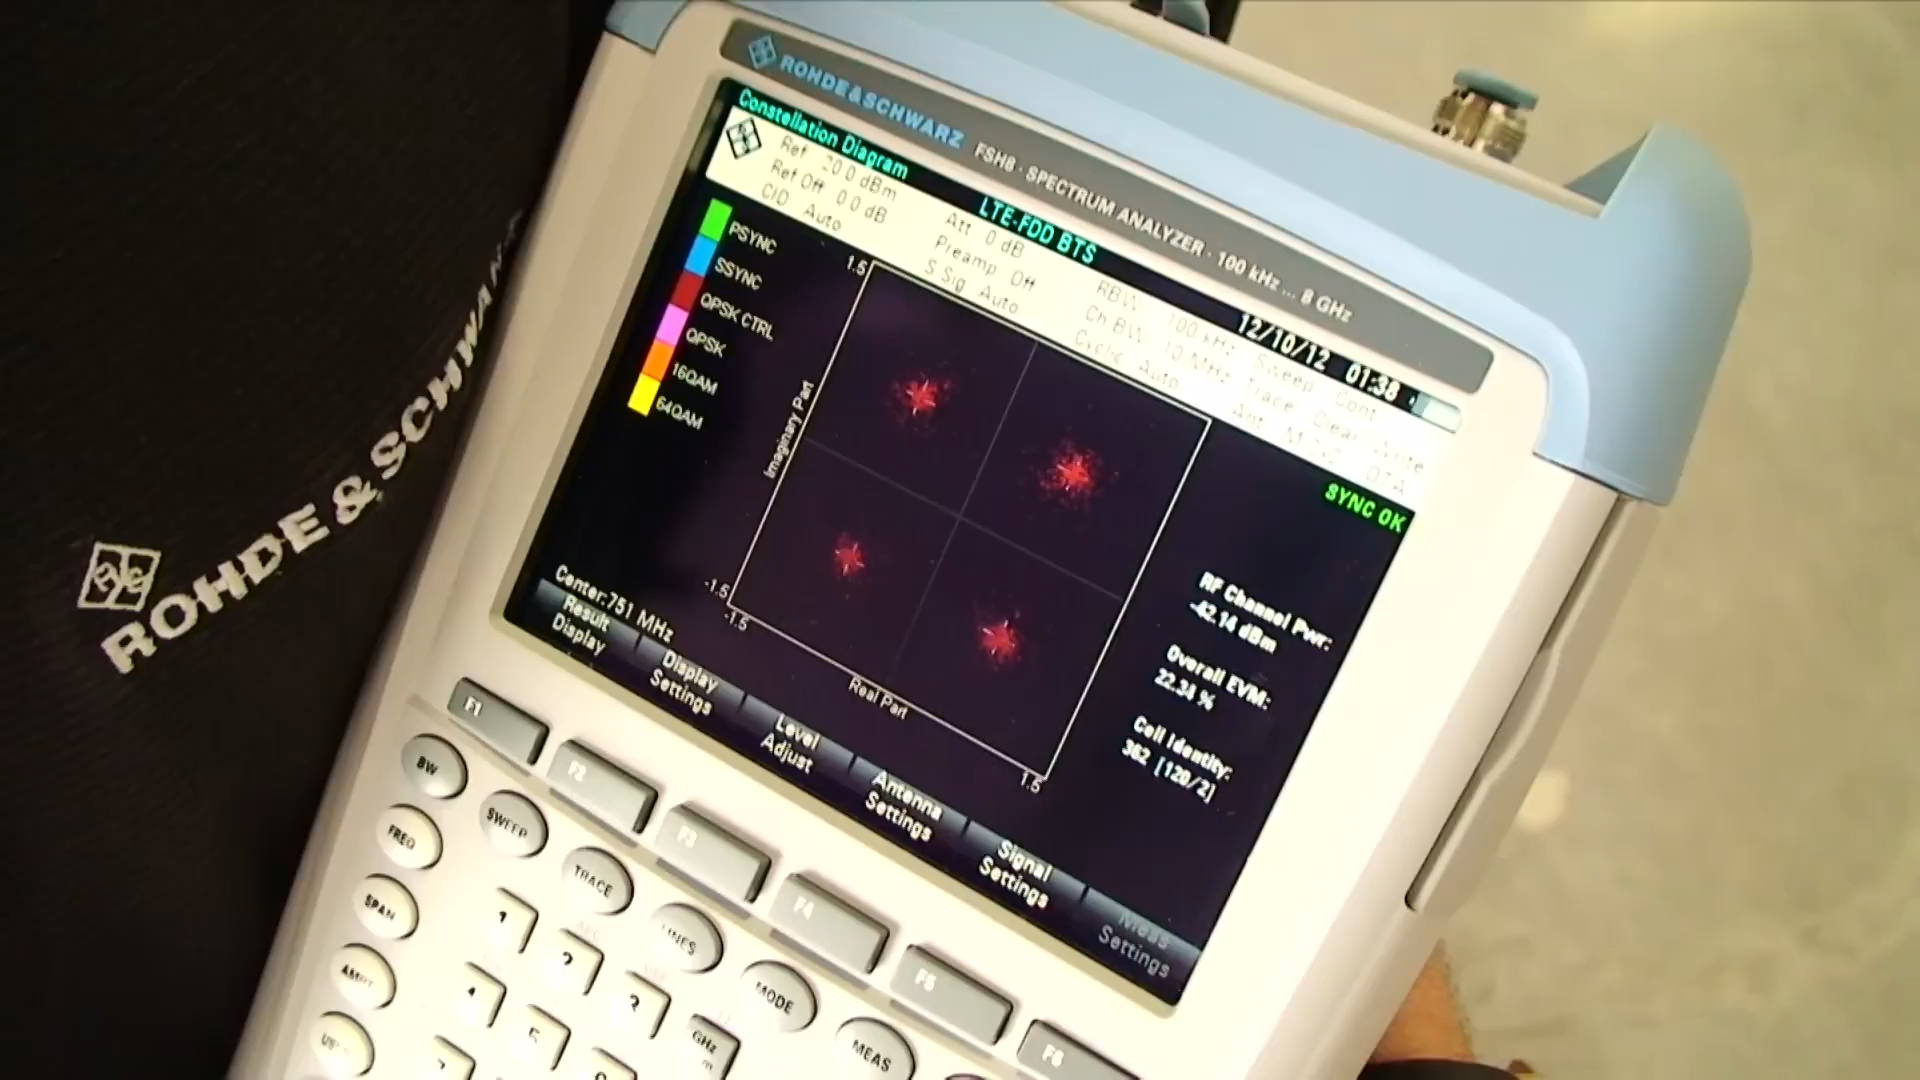 ROHDE&SCHWARZ FSH8 · SPECTRUM ANALYZER · 100 kHz ... 8 GHz
Constellation Diagram
LTE-FDD BTS
12/10/12 01:38
Ref -20.0 dBm
Att 0 dB
RBW 100 kHz
Sweep Cont
Ref Off 0.0 dB
Preamp Off
Ch BW 10 MHz
Trace Clear Write
CID Auto
S.Sig Auto
Cyclic Auto
Ant
SYNC OK
PSYNC
SSYNC
QPSK CTRL
QPSK
16QAM
64QAM
1.5
Imaginary Part
-1.5
-1.5
Real Part
1.5
RF Channel Pwr:
-42.14 dBm
Overall EVM:
22.34 %
Cell Identity:
362 [120/2]
Center:751 MHz
Result
Display
Display
Settings
Level
Adjust
Antenna
Settings
Signal
Settings
Meas
Settings
F1
F2
F3
F4
F5
F6
BW
SWEEP
FREQ
TRACE
SPAN
LINES
AMPT
MODE
MEAS
1
2
3
4
5
GHz
ROHDE&SCHWARZ